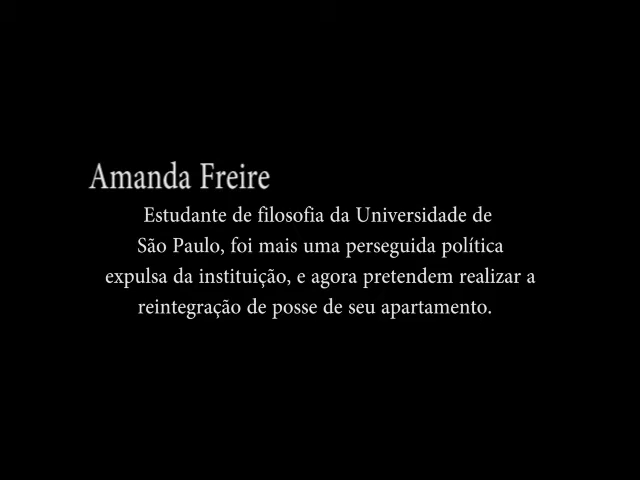 Amanda Freire
Estudante de filosofia da Universidade de
São Paulo, foi mais uma perseguida política
expulsa da instituição, e agora pretendem realizar a
reintegração de posse de seu apartamento.